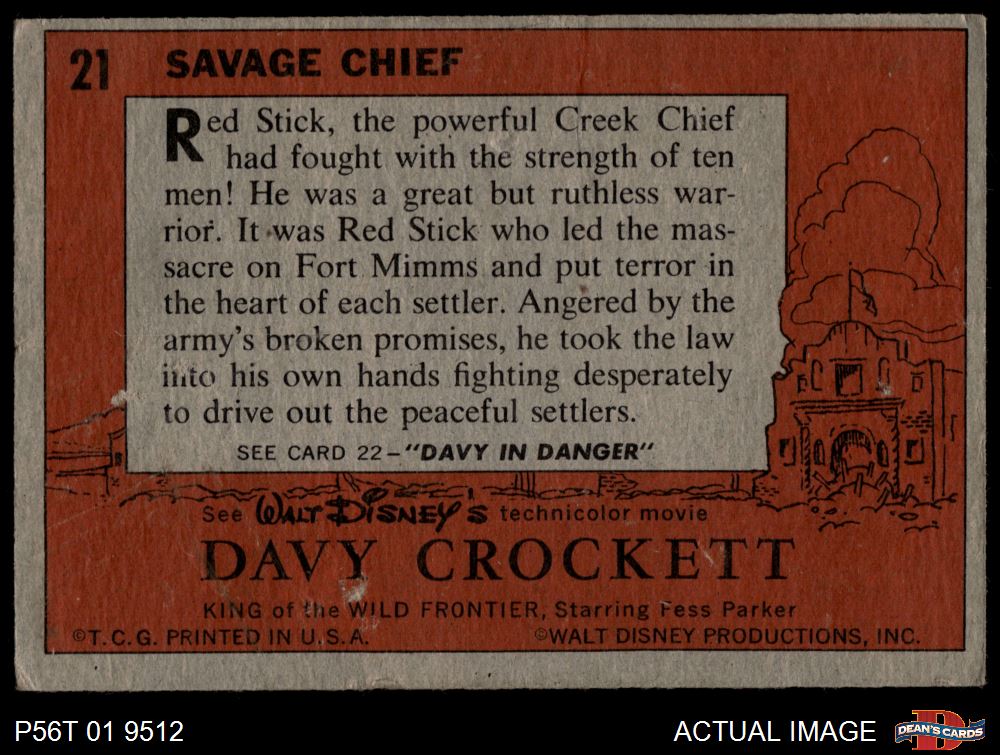 21 SAVAGE CHIEF
Red Stick, the powerful Creek Chief
had fought with the strength of ten
men! He was a great but ruthless war-
rior. It was Red Stick who led the mas-
sacre on Fort Mimms and put terror in
the heart of each settler. Angered by the
army's broken promises, he took the law
into his own hands fighting desperately
to drive out the peaceful settlers.
SEE CARD 22-"DAVY IN DANGER"
See WALT DISNEY'S technicolor movie
DAVY CROCKETT
KING of the WILD FRONTIER, Starring Fess Parker
©T.C.G. PRINTED IN U.S.A. ©WALT DISNEY PRODUCTIONS, INC.
P56T 01 9512 ACTUAL IMAGE DEAN'S CARDS